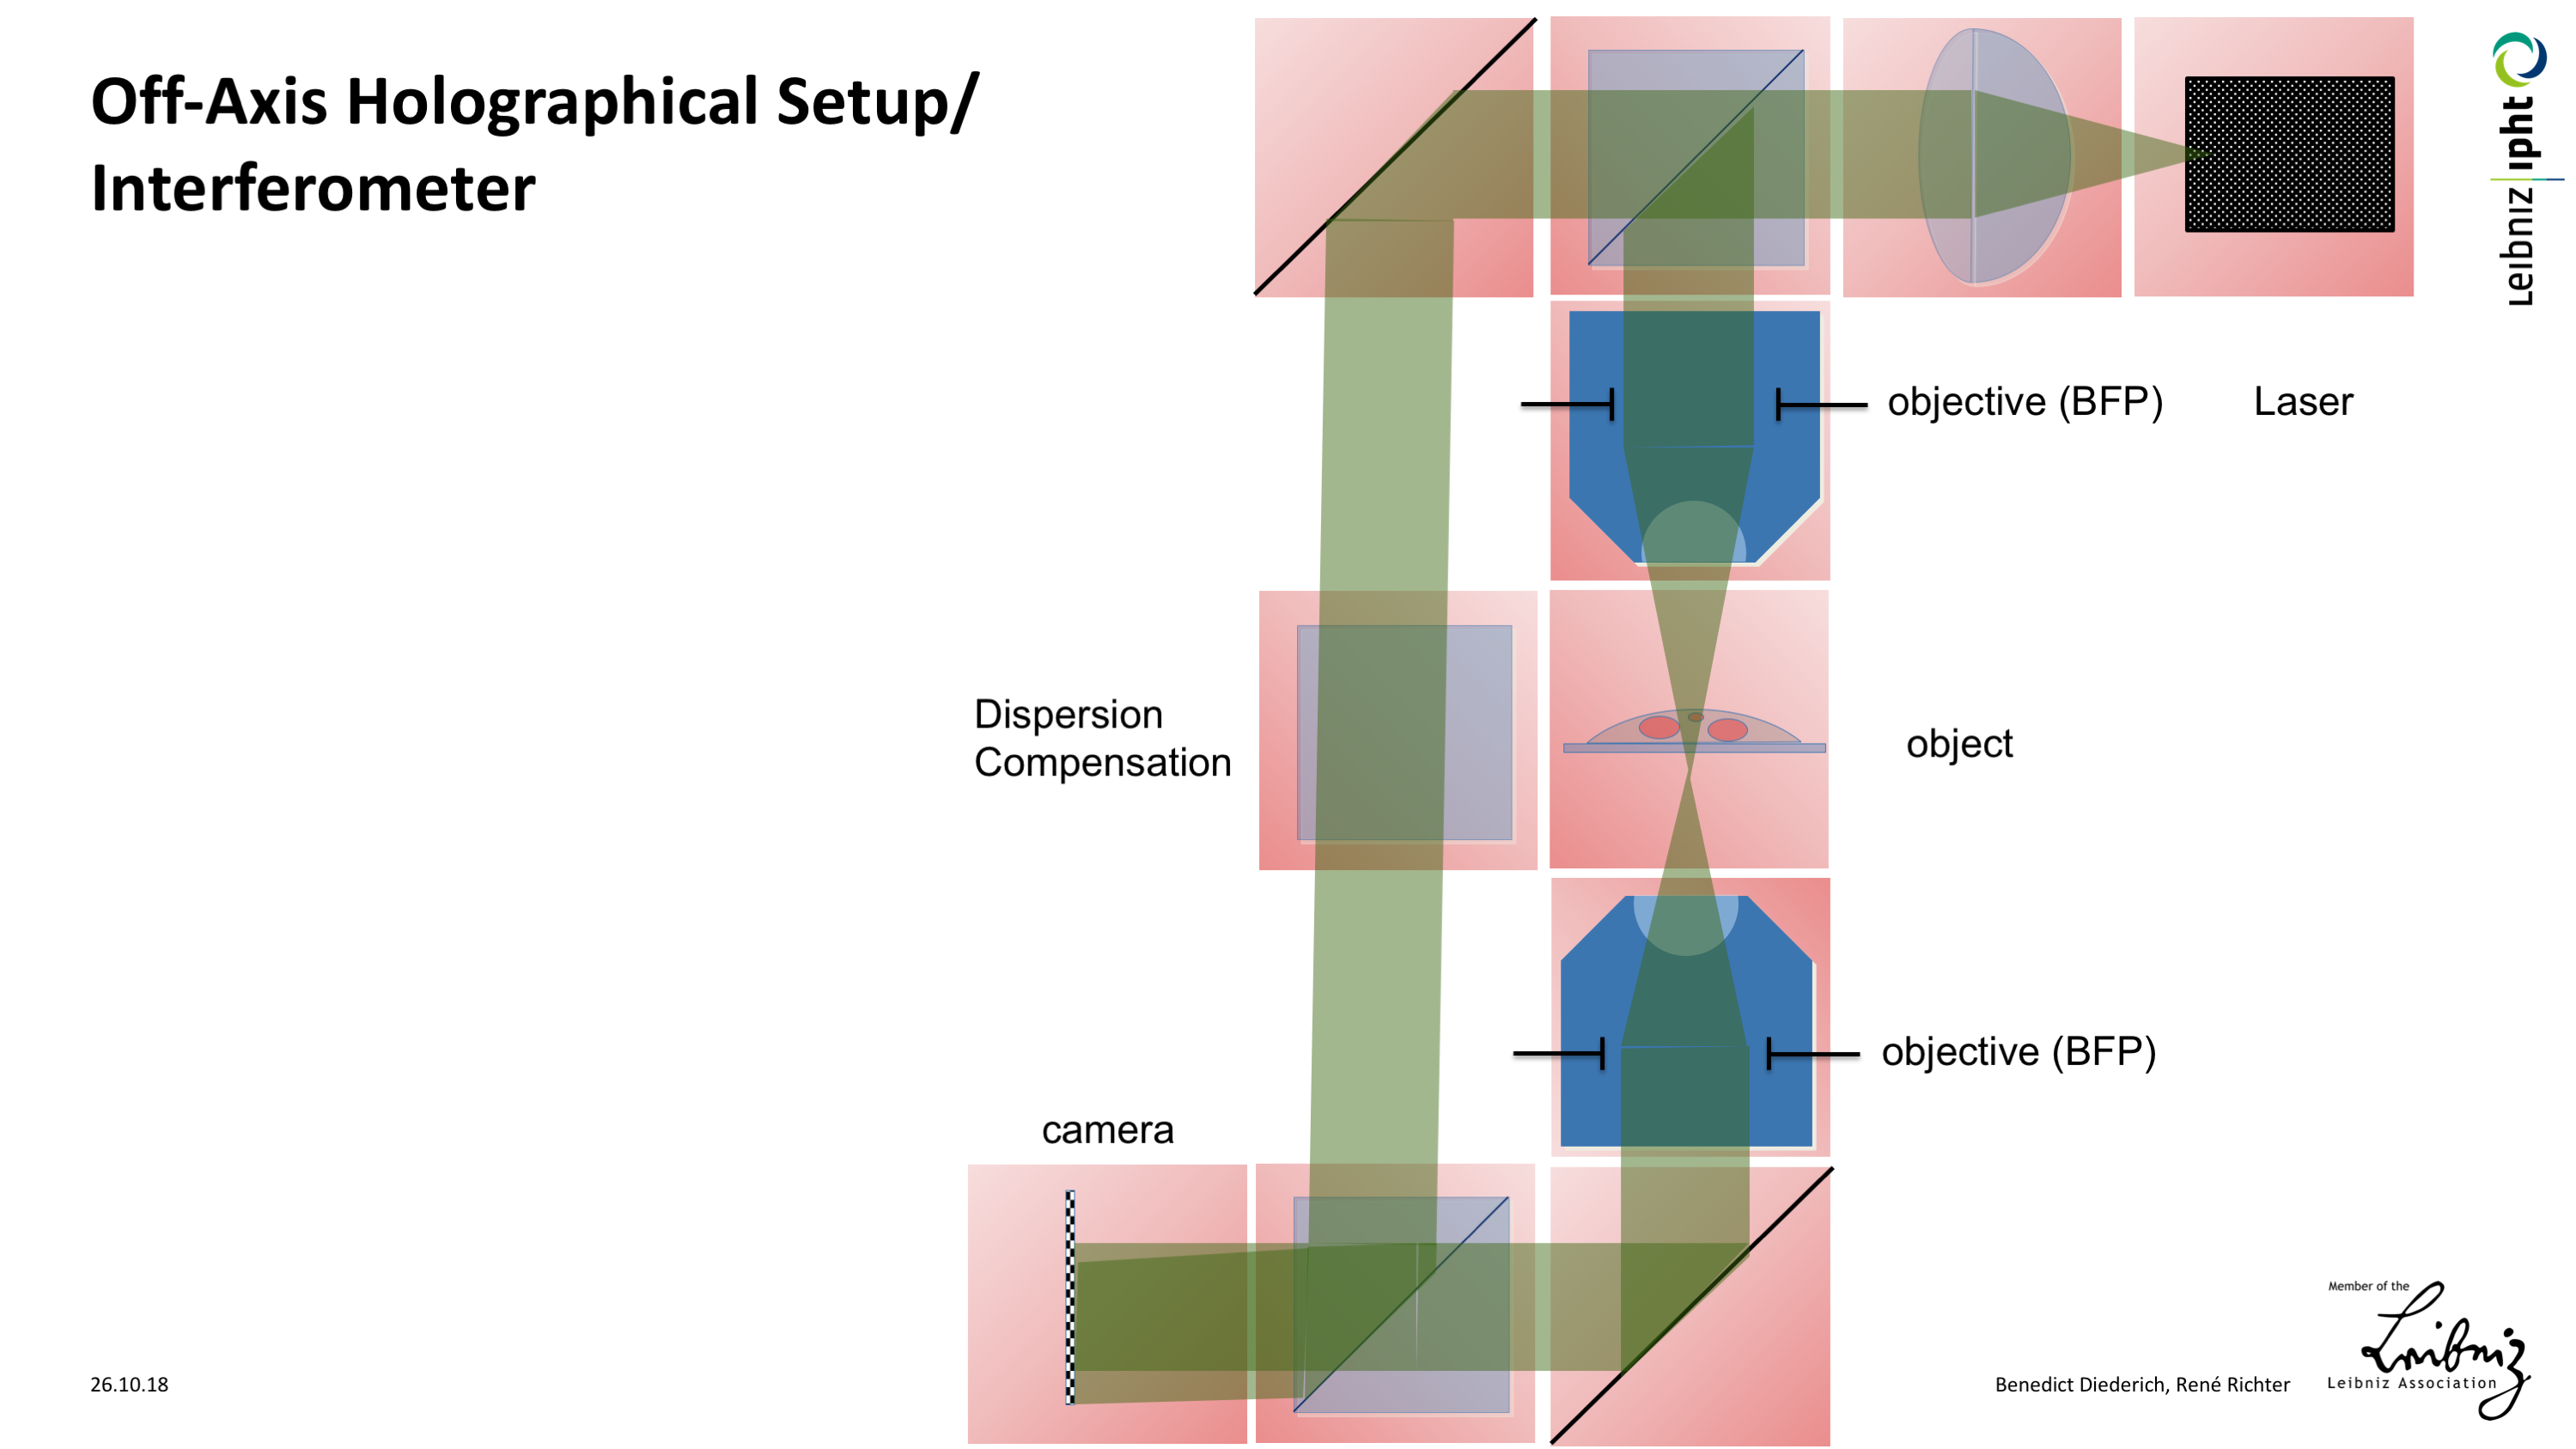 Off-Axis Holographical Setup/
Interferometer
Leibniz ipht
objective (BFP)
Laser
Dispersion
Compensation
object
objective (BFP)
camera
26.10.18
Benedict Diederich, René Richter
Member of the
Leibniz
Leibniz Association